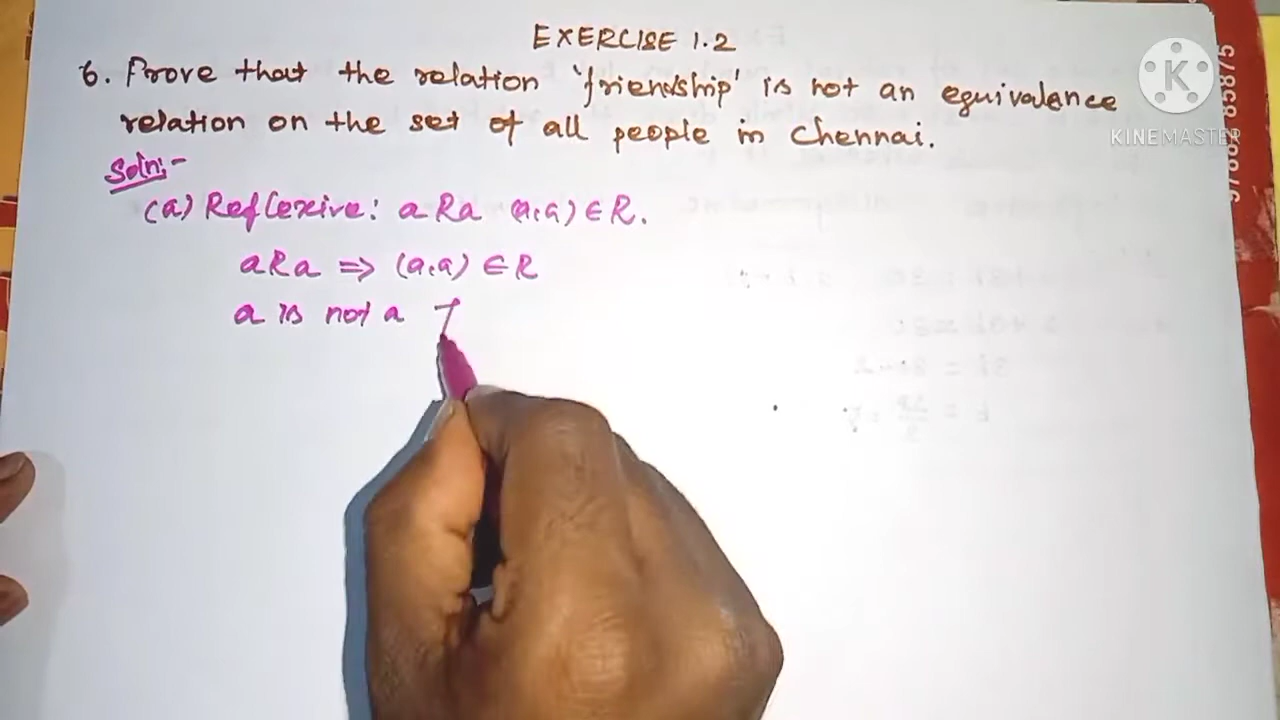 EXERCISE 1.2
6. Prove that the relation 'friendship' is not an equivalence
relation on the set of all people in Chennai.
Soln:-
(a) Reflexive: aRa (a,a) ∈ R.
aRa ⇒ (a,a) ∈ R
a is not a f
K
KINEMASTER